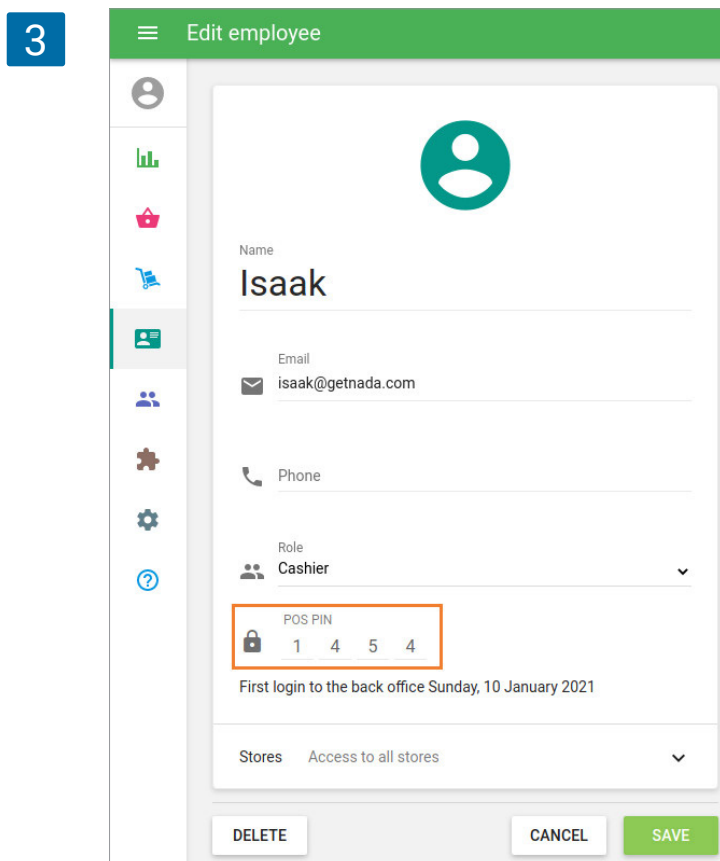 3
Edit employee
Name
Isaak
Email
isaak@getnada.com
Phone
Role
Cashier
POS PIN
1 4 5 4
First login to the back office Sunday, 10 January 2021
Stores Access to all stores
DELETE CANCEL SAVE